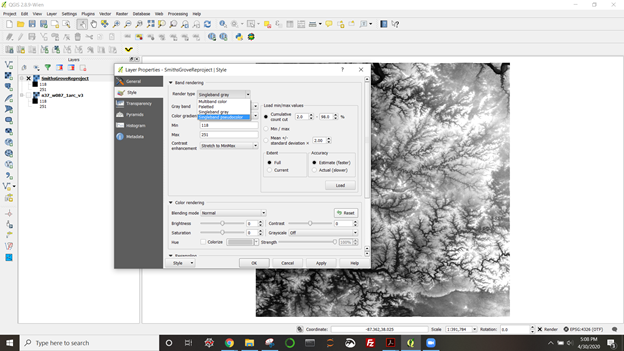 QGIS 2.8.9-Wien
Project Edit View Layer Settings Plugins Vector Raster Database Web Processing Help
Layers
SmithsGroveReproject
118
251
n37_w087_1arc_v3
118
251
Layer Properties - SmithsGroveReproject | Style
General
Style
Transparency
Pyramids
Histogram
Metadata
Band rendering
Render type Singleband gray
Multiband color
Paletted
Singleband gray
Singleband pseudocolor
Gray band
Color gradient
Min 118
Max 251
Contrast enhancement Stretch to MinMax
Load min/max values
Cumulative count cut 2.0 - 98.0 %
Min / max
Mean +/- standard deviation × 2.00
Extent
Full
Current
Accuracy
Estimate (faster)
Actual (slower)
Load
Color rendering
Blending mode Normal
Reset
Brightness 0 Contrast 0
Saturation 0 Grayscale Off
Hue Colorize Strength 100%
Resampling
Style OK Cancel Apply Help
Coordinate: -87.362,38.025 Scale 1:391,784 Rotation: 0.0 Render EPSG:4326 (OTF)
Type here to search
5:08 PM
4/30/2020